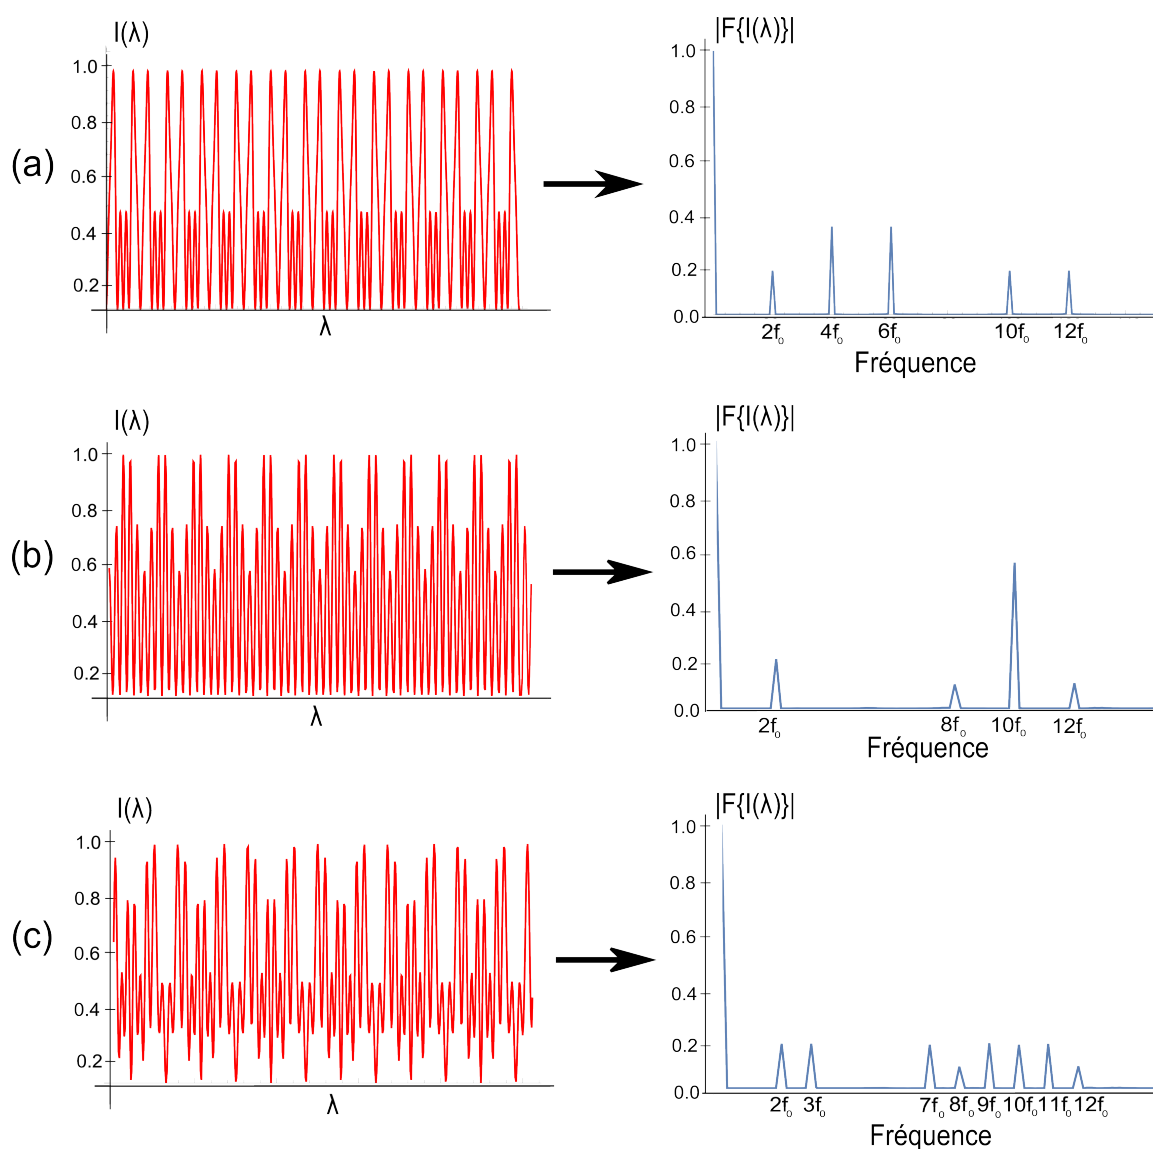 I(λ) |F{I(λ)}|
1.0 0.8 0.6 0.4 0.2
(a)
λ
1.0 0.8 0.6 0.4 0.2 0.0
2f₀ 4f₀ 6f₀ 10f₀ 12f₀
Fréquence
I(λ) |F{I(λ)}|
1.0 0.8 0.6 0.4 0.2
(b)
λ
1.0 0.8 0.6 0.4 0.2 0.0
2f₀ 8f₀ 10f₀ 12f₀
Fréquence
I(λ) |F{I(λ)}|
1.0 0.8 0.6 0.4 0.2
(c)
λ
1.0 0.8 0.6 0.4 0.2 0.0
2f₀ 3f₀ 7f₀ 8f₀ 9f₀ 10f₀ 11f₀ 12f₀
Fréquence